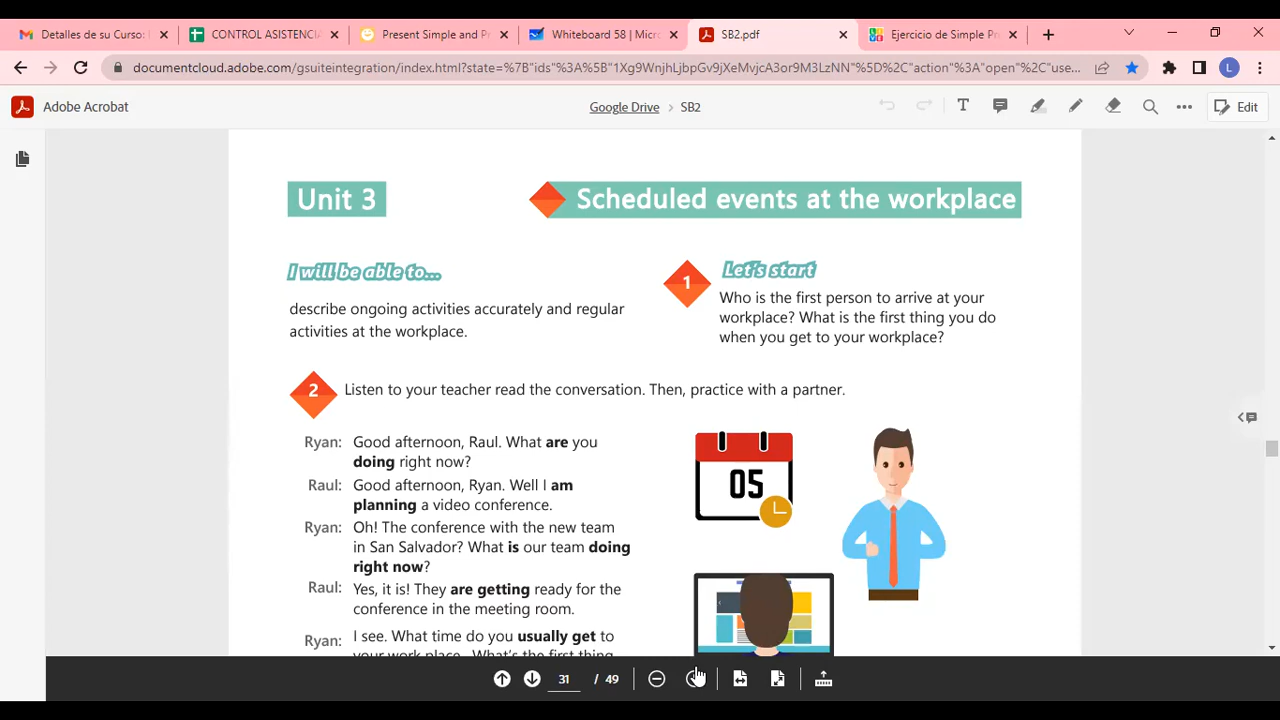 Detalles de su Curso:
CONTROL ASISTENCIA
Present Simple and Pr
Whiteboard 58 | Micr
SB2.pdf
Ejercicio de Simple Pr
documentcloud.adobe.com/gsuiteintegration/index.html?state=%7B"ids"%3A%5B"1Xg9WnjhLjbpGv9jXeMvjcA3or9M3LzNN"%5D%2C"action"%3A"open"%2C"use...
L
Adobe Acrobat
Google Drive > SB2
T
Edit
Unit 3
Scheduled events at the workplace
I will be able to...
describe ongoing activities accurately and regular
activities at the workplace.
1
Let's start
Who is the first person to arrive at your
workplace? What is the first thing you do
when you get to your workplace?
2
Listen to your teacher read the conversation. Then, practice with a partner.
Ryan: Good afternoon, Raul. What are you
doing right now?
Raul: Good afternoon, Ryan. Well I am
planning a video conference.
Ryan: Oh! The conference with the new team
in San Salvador? What is our team doing
right now?
Raul: Yes, it is! They are getting ready for the
conference in the meeting room.
Ryan: I see. What time do you usually get to
your work place. What's the first thing
05
31 / 49